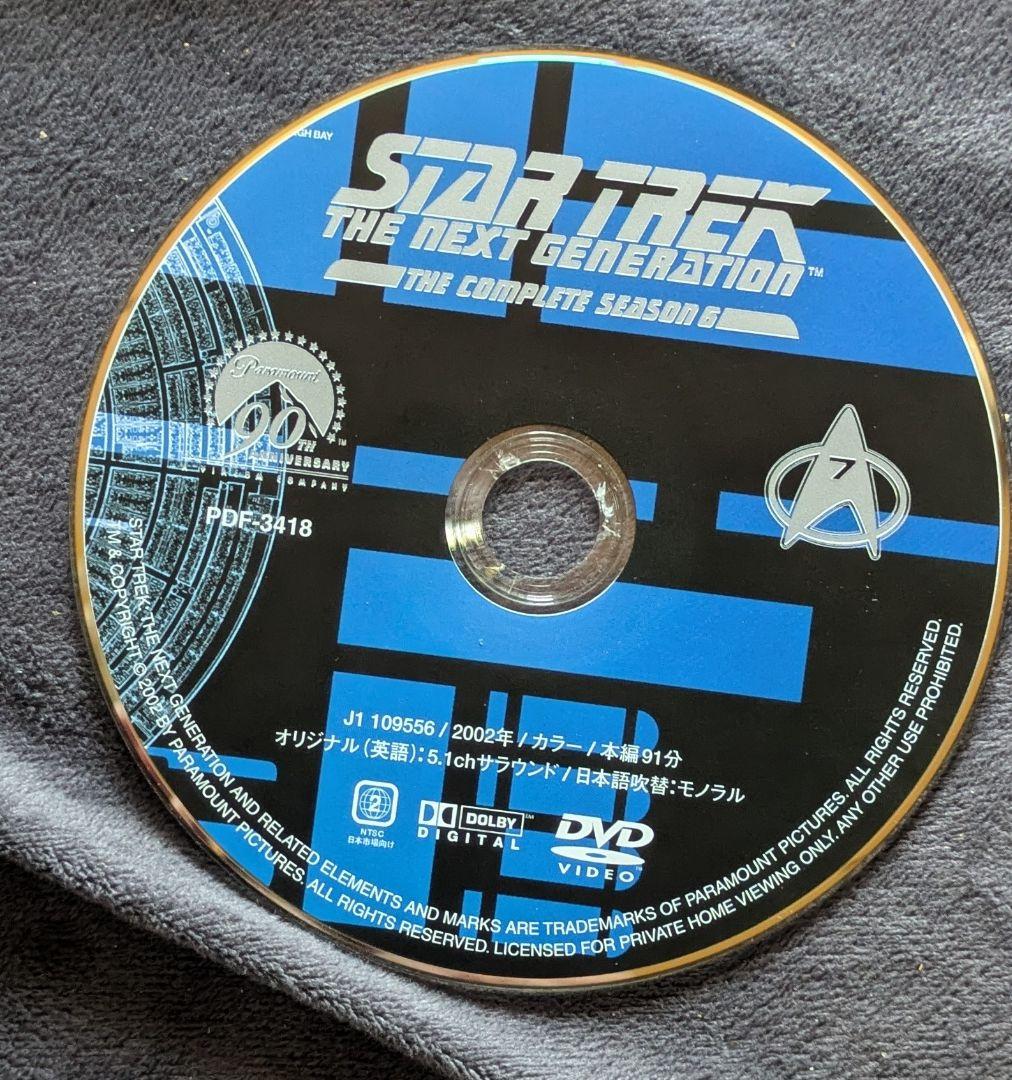 GH BAY
STAR TREK
THE NEXT GENERATION™
THE COMPLETE SEASON 6
Paramount
90TH
ANNIVERSARY
COMPANY
7
PDF-3418
J1 109556 / 2002年 / カラー / 本編 91分
オリジナル (英語): 5.1chサラウンド / 日本語吹替: モノラル
2
NTSC
日本市場向け
DOLBY
DIGITAL
DVD
VIDEO
STAR TREK: THE NEXT GENERATION AND RELATED ELEMENTS AND MARKS ARE TRADEMARKS OF PARAMOUNT PICTURES. ALL RIGHTS RESERVED.
TM & COPYRIGHT © 2002 BY PARAMOUNT PICTURES. ALL RIGHTS RESERVED. LICENSED FOR PRIVATE HOME VIEWING ONLY. ANY OTHER USE PROHIBITED.